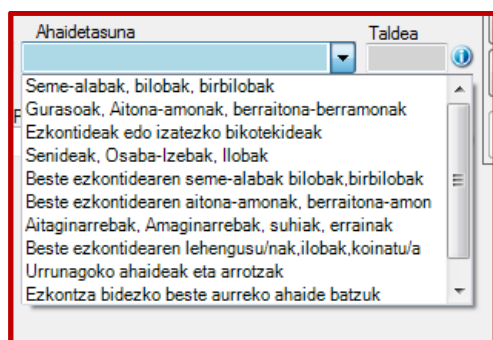 Ahaidetasuna Taldea
Seme-alabak, bilobak, birbilobak
Gurasoak, Aitona-amonak, berraitona-berramonak
Ezkontideak edo izatezko bikotekideak
Senideak, Osaba-Izebak, Ilobak
Beste ezkontidearen seme-alabak bilobak,birbilobak
Beste ezkontidearen aitona-amonak, berraitona-amon
Aitaginarrebak, Amaginarrebak, suhiak, errainak
Beste ezkontidearen lehengusu/nak,ilobak,koinatu/a
Urrunagoko ahaideak eta arrotzak
Ezkontza bidezko beste aurreko ahaide batzuk